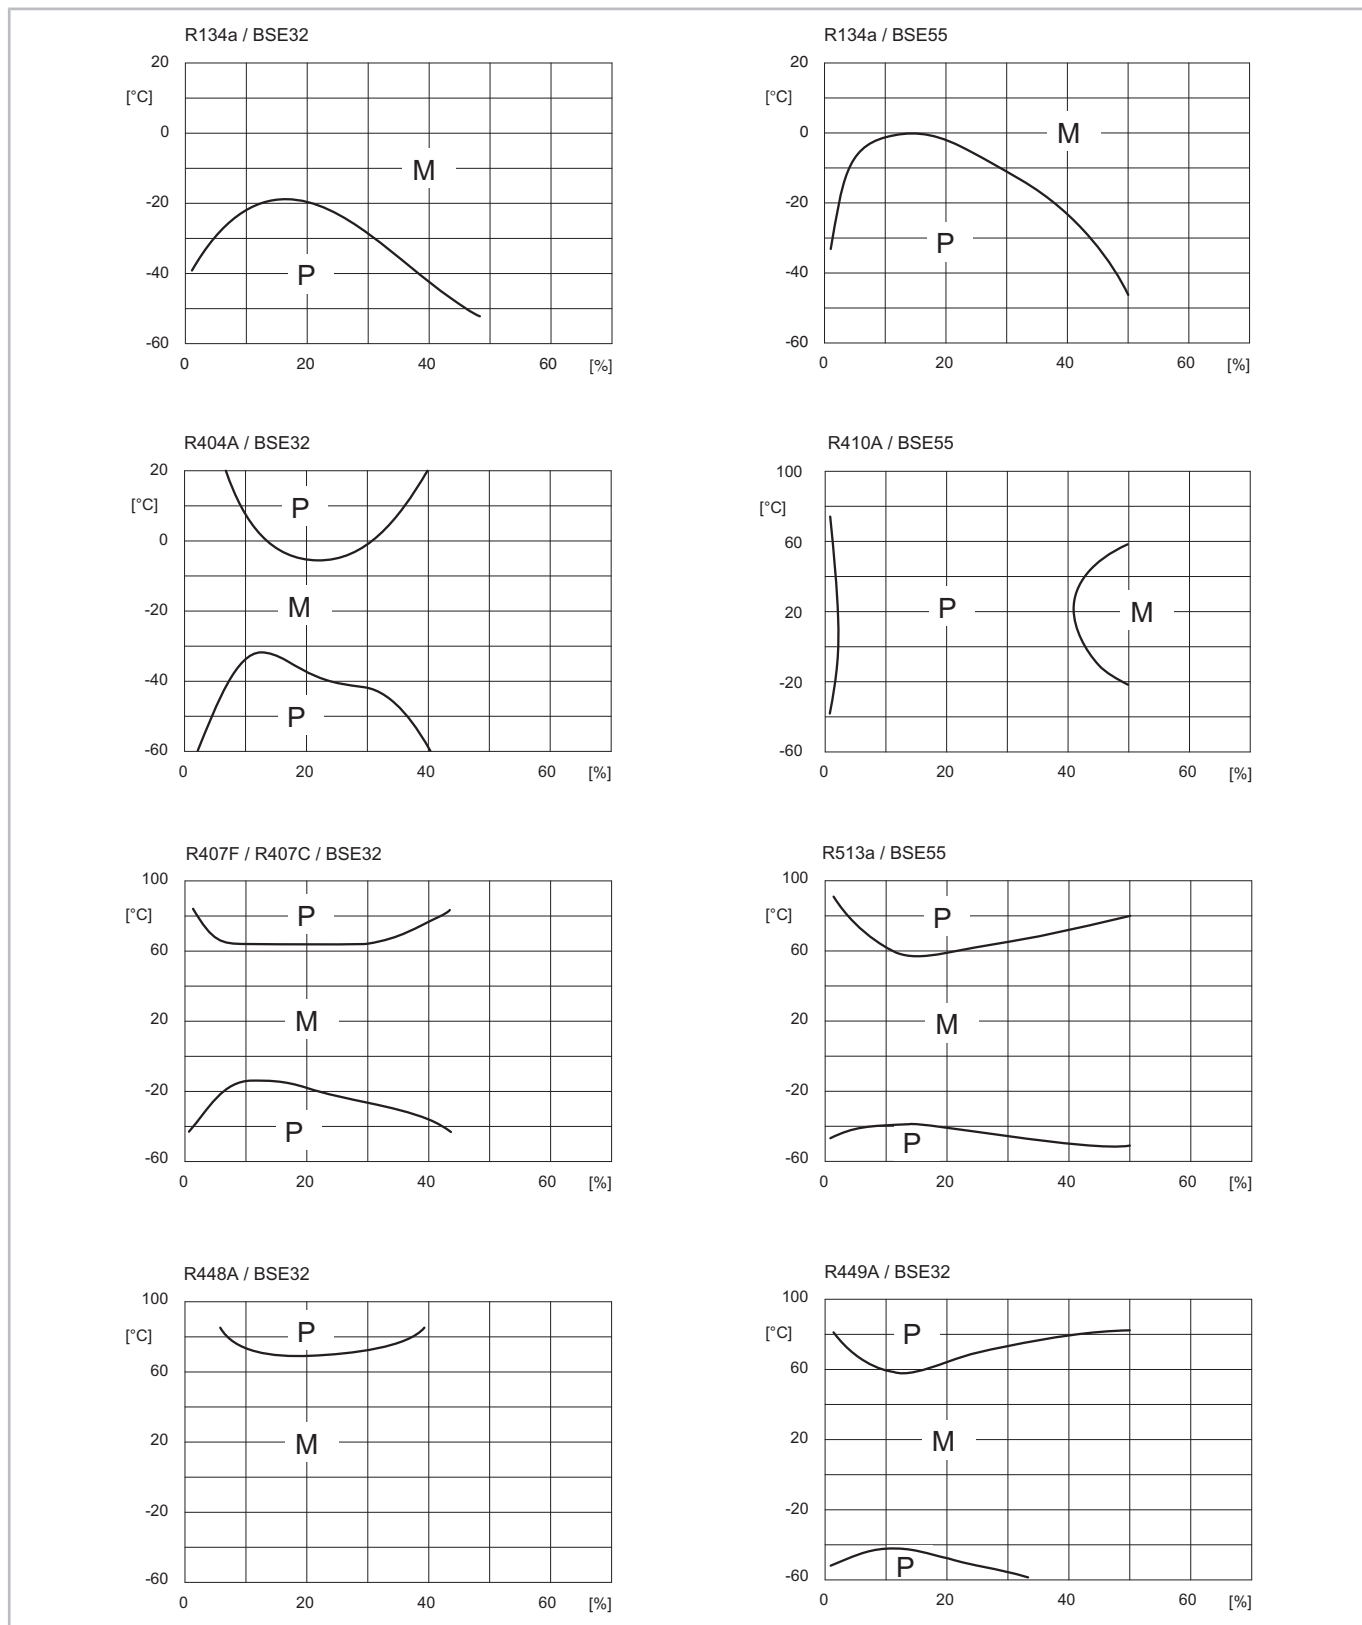 R134a / BSE32
20
[°C]
0
M
-20
P
-40
-60
0 20 40 60 [%]
R134a / BSE55
20
[°C]
0
M
-20
P
-40
-60
0 20 40 60 [%]
R404A / BSE32
20
[°C]
P
0
M
-20
-40
P
-60
0 20 40 60 [%]
R410A / BSE55
100
[°C]
60
20
P
M
-20
-60
0 20 40 60 [%]
R407F / R407C / BSE32
100
[°C]
P
60
20
M
-20
P
-60
0 20 40 60 [%]
R513a / BSE55
100
[°C]
P
60
20
M
-20
P
-60
0 20 40 60 [%]
R448A / BSE32
100
[°C]
P
60
20
M
-20
-60
0 20 40 60 [%]
R449A / BSE32
100
[°C]
P
60
20
M
-20
P
-60
0 20 40 60 [%]